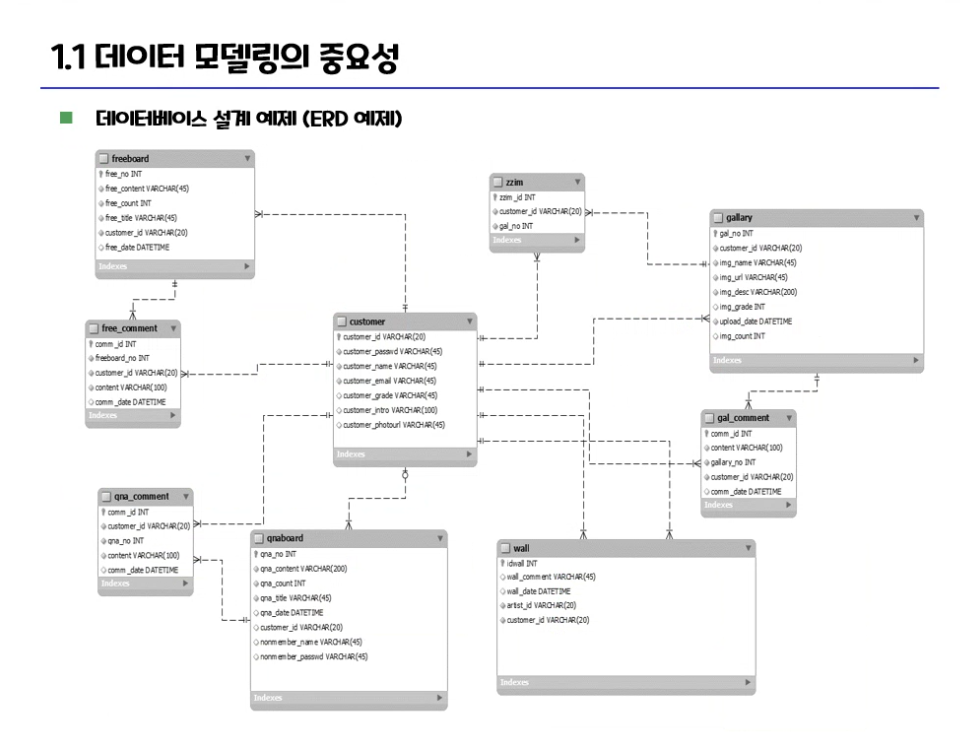 1.1 데이터 모델링의 중요성
데이터베이스 설계 예제 (ERD 예제)
freeboard
free_no INT
free_content VARCHAR(45)
free_count INT
free_title VARCHAR(45)
customer_id VARCHAR(20)
free_date DATETIME
Indexes
zzim
zzim_id INT
customer_id VARCHAR(20)
gal_no INT
Indexes
gallary
gal_no INT
customer_id VARCHAR(20)
img_name VARCHAR(45)
img_url VARCHAR(45)
img_desc VARCHAR(200)
img_grade INT
upload_date DATETIME
img_count INT
Indexes
free_comment
comm_id INT
freeboard_no INT
customer_id VARCHAR(20)
content VARCHAR(100)
comm_date DATETIME
Indexes
customer
customer_id VARCHAR(20)
customer_passwd VARCHAR(45)
customer_name VARCHAR(45)
customer_email VARCHAR(45)
customer_grade VARCHAR(45)
customer_intro VARCHAR(100)
customer_photourl VARCHAR(45)
Indexes
gal_comment
comm_id INT
content VARCHAR(100)
gallary_no INT
customer_id VARCHAR(20)
comm_date DATETIME
Indexes
qna_comment
comm_id INT
customer_id VARCHAR(20)
qna_no INT
content VARCHAR(100)
comm_date DATETIME
Indexes
qnaboard
qna_no INT
qna_content VARCHAR(200)
qna_count INT
qna_title VARCHAR(45)
qna_date DATETIME
customer_id VARCHAR(20)
nonmember_name VARCHAR(45)
nonmember_passwd VARCHAR(45)
Indexes
wall
idwall INT
wall_comment VARCHAR(45)
wall_date DATETIME
artist_id VARCHAR(20)
customer_id VARCHAR(20)
Indexes